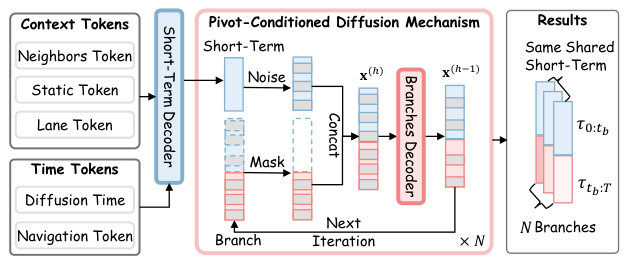 Context Tokens
Neighbors Token
Static Token
Lane Token
Time Tokens
Diffusion Time
Navigation Token
Short-Term Decoder
Pivot-Conditioned Diffusion Mechanism
Short-Term
Noise
Mask
Concat
x^(h)
Branches Decoder
x^(h-1)
Next
Iteration
Branch
× N
Results
Same Shared
Short-Term
τ_{0:t_b}
τ_{t_b:T}
N Branches